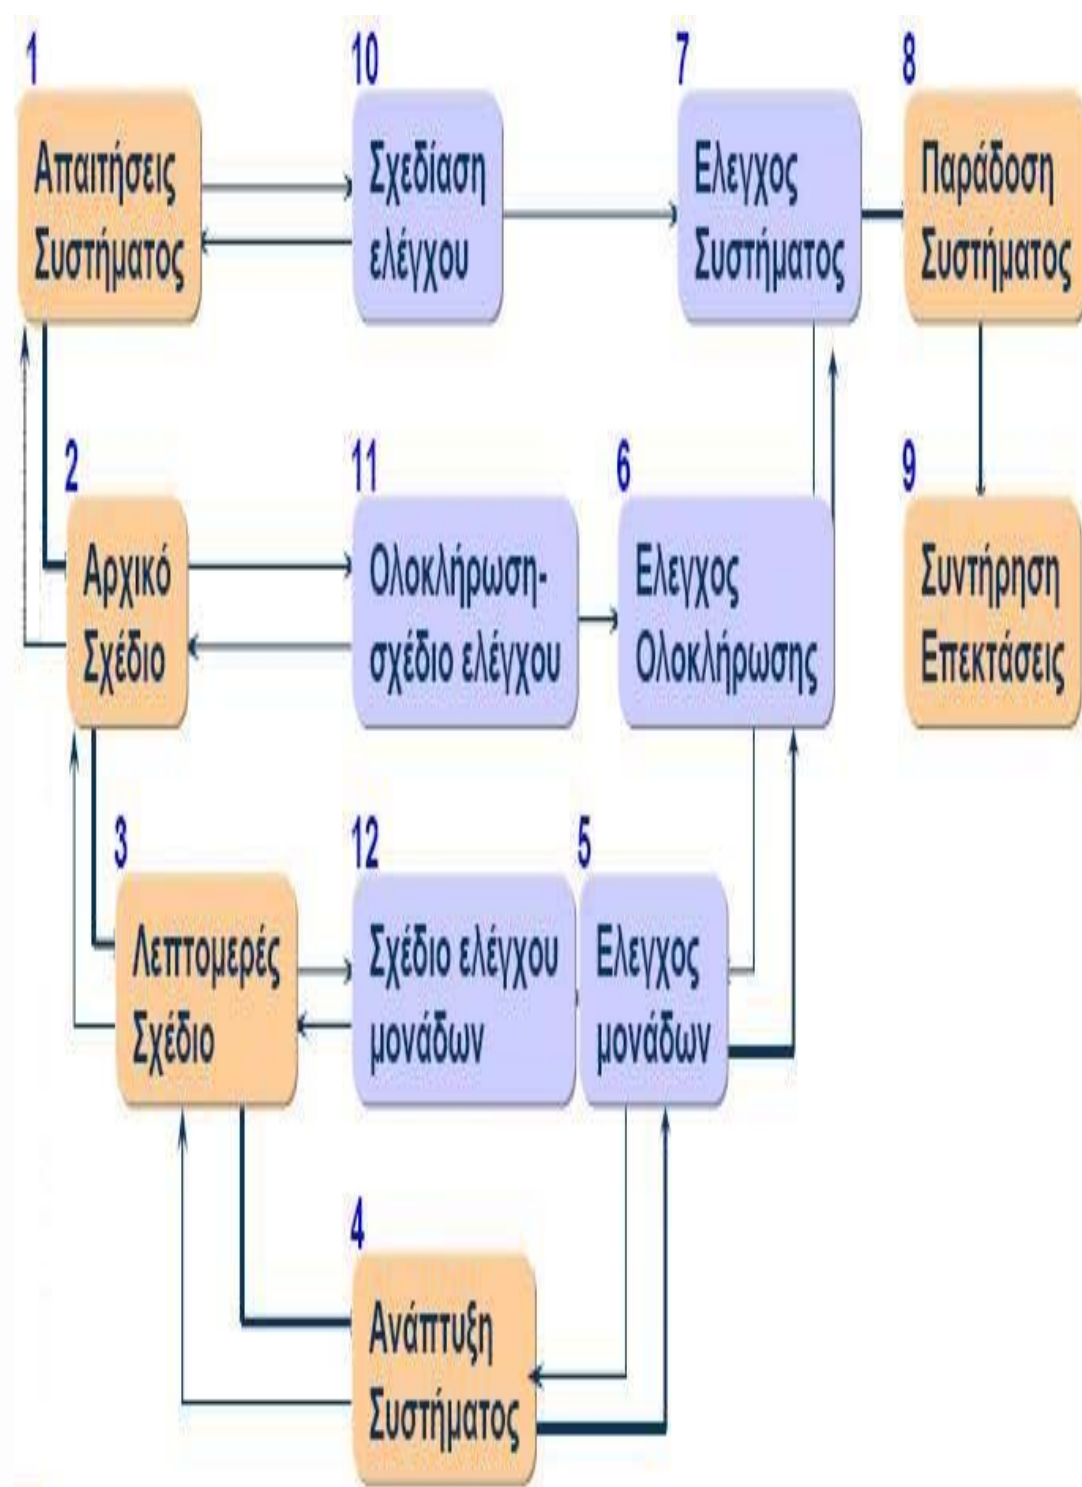 1
Απαιτήσεις
Συστήματος
10
Σχεδίαση
ελέγχου
7
Ελεγχος
Συστήματος
8
Παράδοση
Συστήματος
2
Αρχικό
Σχέδιο
11
Ολοκλήρωση-
σχέδιο ελέγχου
6
Ελεγχος
Ολοκλήρωσης
9
Συντήρηση
Επεκτάσεις
3
Λεπτομερές
Σχέδιο
12
Σχέδιο ελέγχου
μονάδων
5
Ελεγχος
μονάδων
4
Ανάπτυξη
Συστήματος